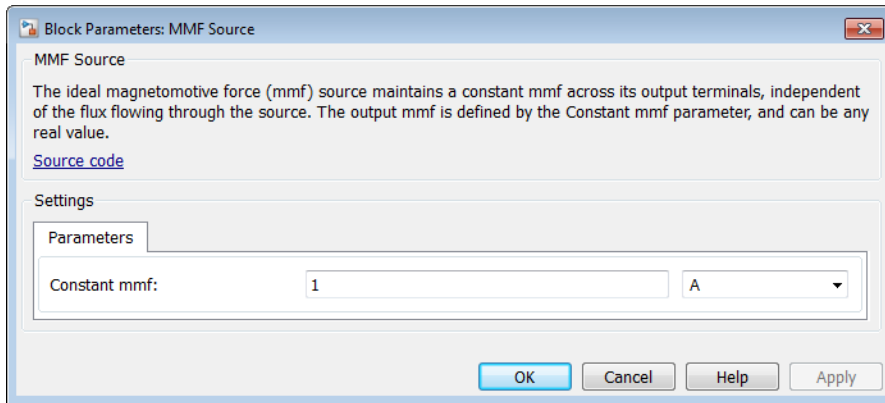 Block Parameters: MMF Source
MMF Source
The ideal magnetomotive force (mmf) source maintains a constant mmf across its output terminals, independent
of the flux flowing through the source. The output mmf is defined by the Constant mmf parameter, and can be any
real value.
Source code
Settings
Parameters
Constant mmf: 1 A
OK Cancel Help Apply